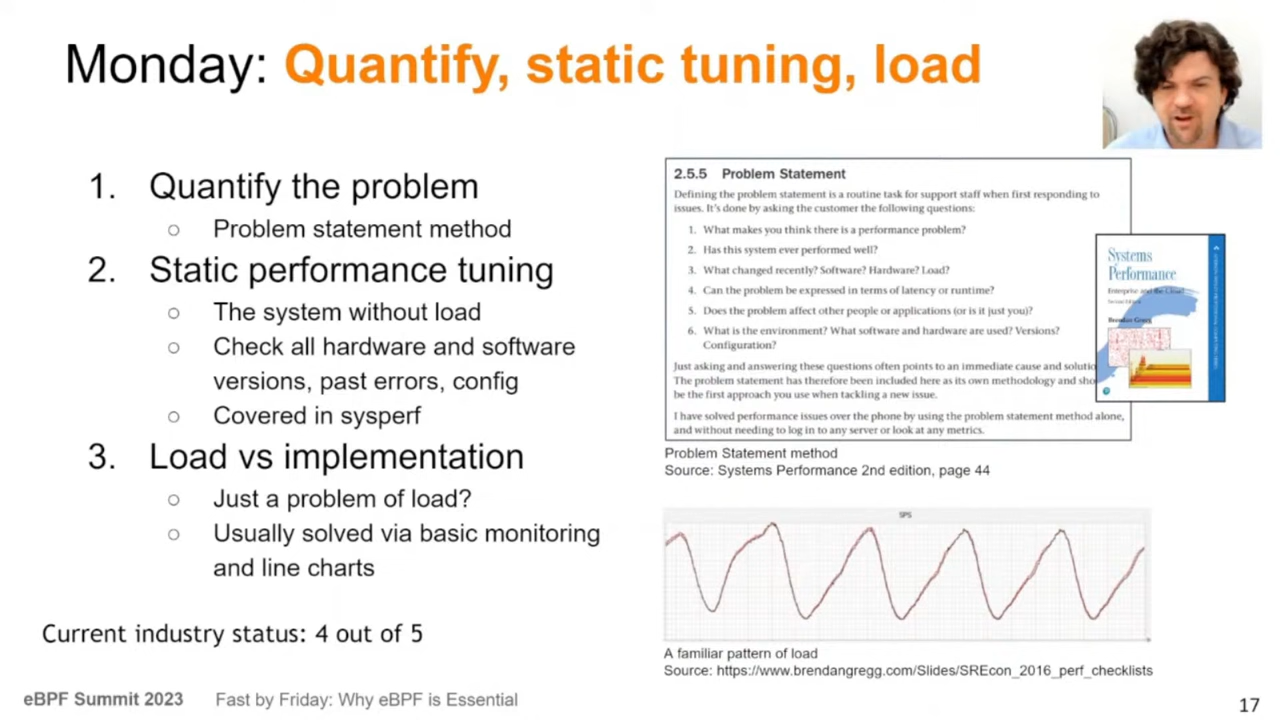 Monday: Quantify, static tuning, load
1. Quantify the problem
○ Problem statement method
2. Static performance tuning
○ The system without load
○ Check all hardware and software
versions, past errors, config
○ Covered in sysperf
3. Load vs implementation
○ Just a problem of load?
○ Usually solved via basic monitoring
and line charts
Current industry status: 4 out of 5
2.5.5 Problem Statement
Defining the problem statement is a routine task for support staff when first responding to
issues. It's done by asking the customer the following questions:
1. What makes you think there is a performance problem?
2. Has this system ever performed well?
3. What changed recently? Software? Hardware? Load?
4. Can the problem be expressed in terms of latency or runtime?
5. Does the problem affect other people or applications (or is it just you)?
6. What is the environment? What software and hardware are used? Versions?
Configuration?
Just asking and answering these questions often points to an immediate cause and solutio
The problem statement has therefore been included here as its own methodology and sho
be the first approach you use when tackling a new issue.
I have solved performance issues over the phone by using the problem statement method alone,
and without needing to log in to any server or look at any metrics.
Systems
Performance
Enterprise and the Cloud
Brendan Gregg
Problem Statement method
Source: Systems Performance 2nd edition, page 44
SPS
A familiar pattern of load
Source: https://www.brendangregg.com/Slides/SREcon_2016_perf_checklists
eBPF Summit 2023
Fast by Friday: Why eBPF is Essential
17